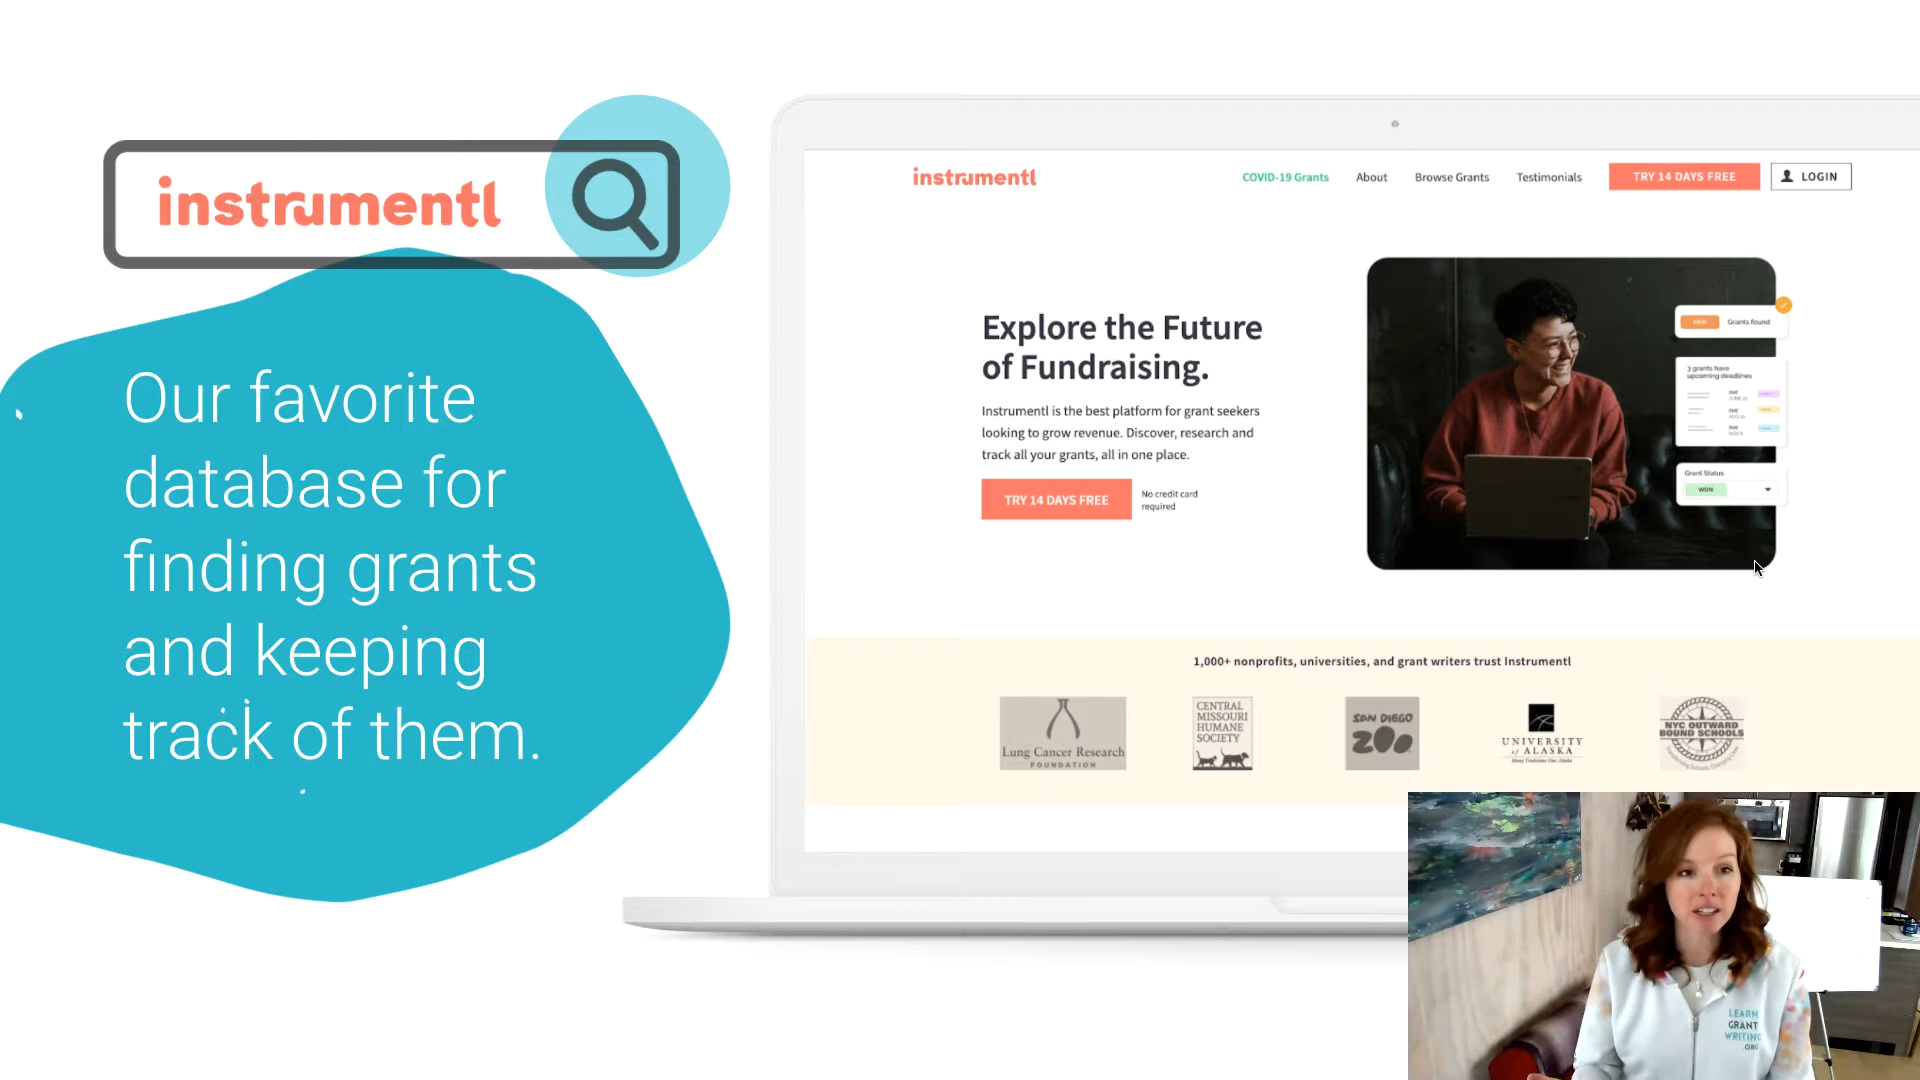 instrumentl
Our favorite
database for
finding grants
and keeping
track of them.
instrumentl
COVID-19 Grants
About
Browse Grants
Testimonials
TRY 14 DAYS FREE
LOGIN
Explore the Future
of Fundraising.
Instrumentl is the best platform for grant seekers
looking to grow revenue. Discover, research and
track all your grants, all in one place.
TRY 14 DAYS FREE
No credit card
required
NEW
Grants found
3 grants have
upcoming deadlines
Grant Status
WON
1,000+ nonprofits, universities, and grant writers trust Instrumentl
Lung Cancer Research
FOUNDATION
CENTRAL
MISSOURI
HUMANE
SOCIETY
SAN DIEGO
ZOO
UNIVERSITY
of ALASKA
Many Traditions One Alaska
NYC OUTWARD
BOUND SCHOOLS
LEARN
GRANT
WRITING
.ORG